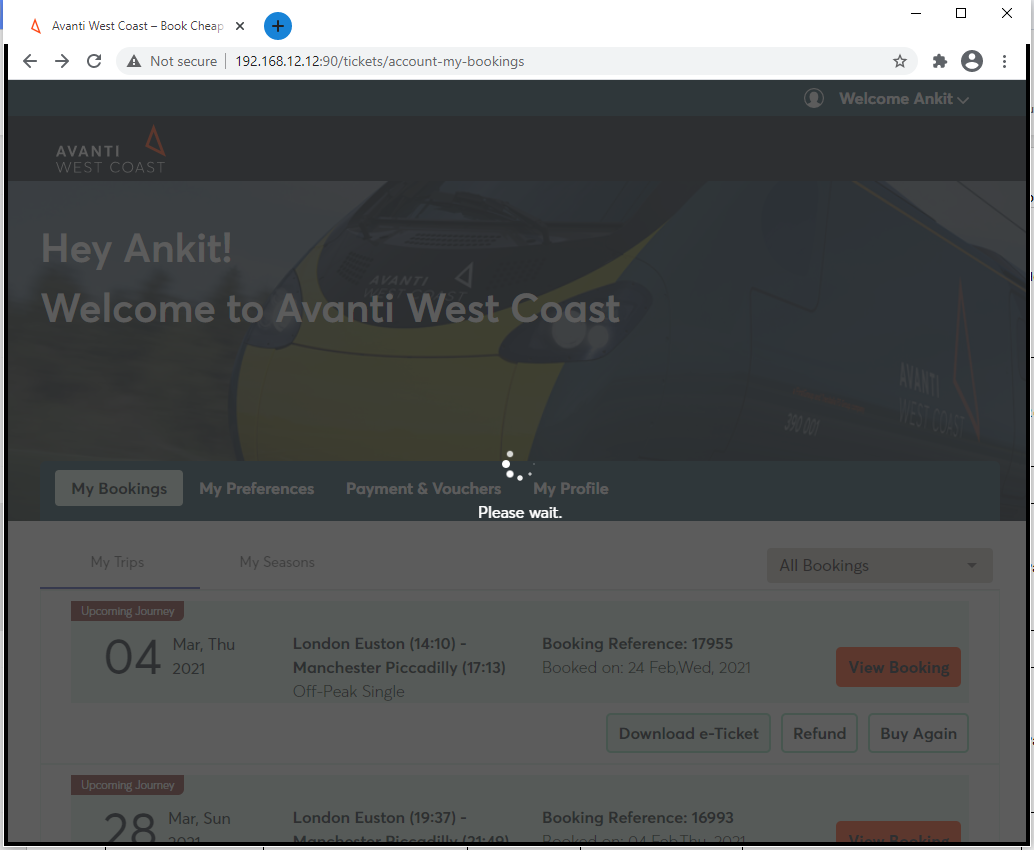 Avanti West Coast – Book Cheap
Not secure
192.168.12.12:90/tickets/account-my-bookings
Welcome Ankit
AVANTI
WEST COAST
AVANTI
WEST COAST
Hey Ankit!
Welcome to Avanti West Coast
AVANTI
WEST COAST
390 001
My Bookings
My Preferences
Payment & Vouchers
My Profile
Please wait.
My Trips
My Seasons
All Bookings
Upcoming Journey
04
Mar, Thu
2021
London Euston (14:10) -
Manchester Piccadilly (17:13)
Off-Peak Single
Booking Reference: 17955
Booked on: 24 Feb,Wed, 2021
View Booking
Download e-Ticket
Refund
Buy Again
Upcoming Journey
28
Mar, Sun
2021
London Euston (19:37) -
Manchester Piccadilly (21:49)
Booking Reference: 16993
Booked on: 04 Feb,Thu, 2021
View Booking